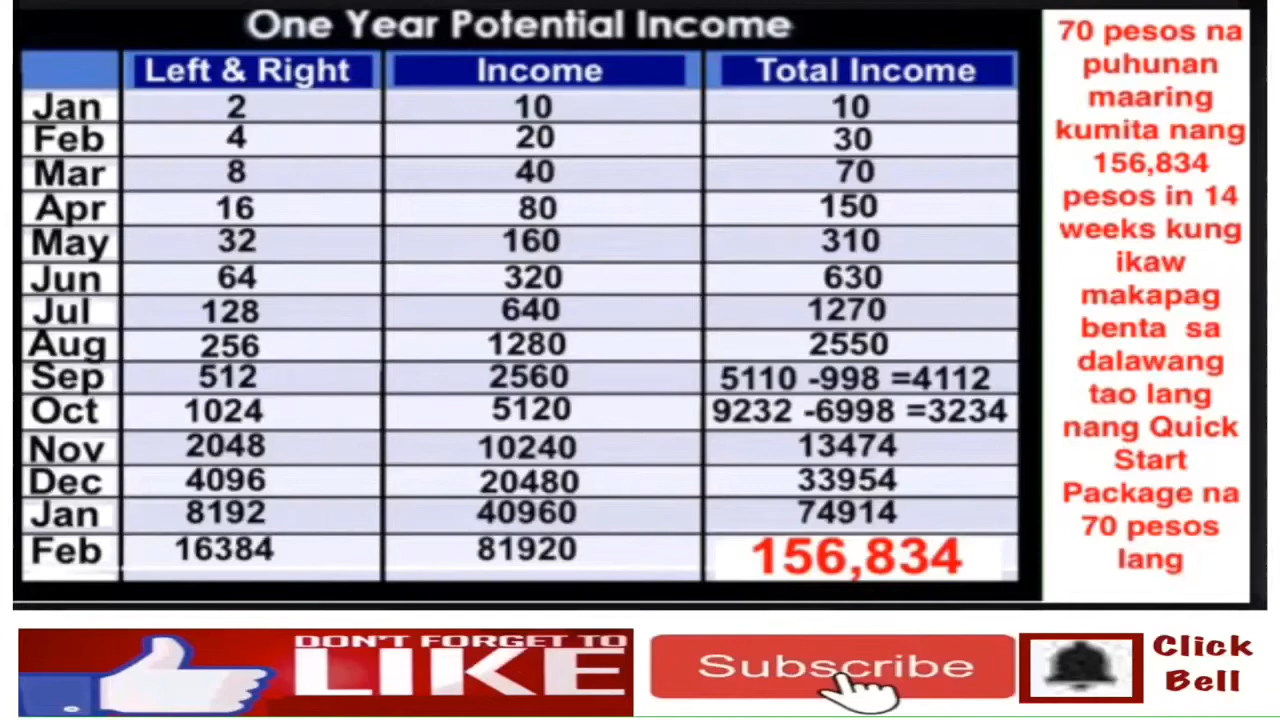 One Year Potential Income
Left & Right Income Total Income
Jan 2 10 10
Feb 4 20 30
Mar 8 40 70
Apr 16 80 150
May 32 160 310
Jun 64 320 630
Jul 128 640 1270
Aug 256 1280 2550
Sep 512 2560 5110 -998 =4112
Oct 1024 5120 9232 -6998 =3234
Nov 2048 10240 13474
Dec 4096 20480 33954
Jan 8192 40960 74914
Feb 16384 81920 156,834
70 pesos na
puhunan
maaring
kumita nang
156,834
pesos in 14
weeks kung
ikaw
makapag
benta sa
dalawang
tao lang
nang Quick
Start
Package na
70 pesos
lang
DON'T FORGET TO
LIKE
Subscribe
Click
Bell